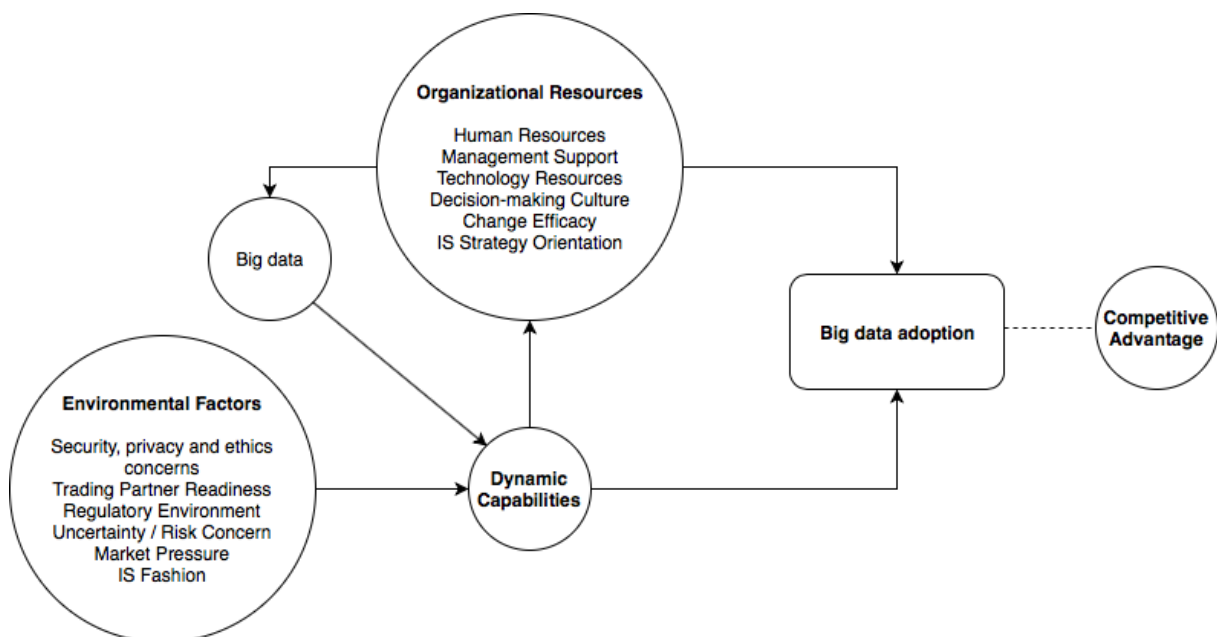 Organizational Resources
Human Resources
Management Support
Technology Resources
Decision-making Culture
Change Efficacy
IS Strategy Orientation
Big data
Big data adoption
Competitive
Advantage
Environmental Factors
Security, privacy and ethics
concerns
Trading Partner Readiness
Regulatory Environment
Uncertainty / Risk Concern
Market Pressure
IS Fashion
Dynamic
Capabilities